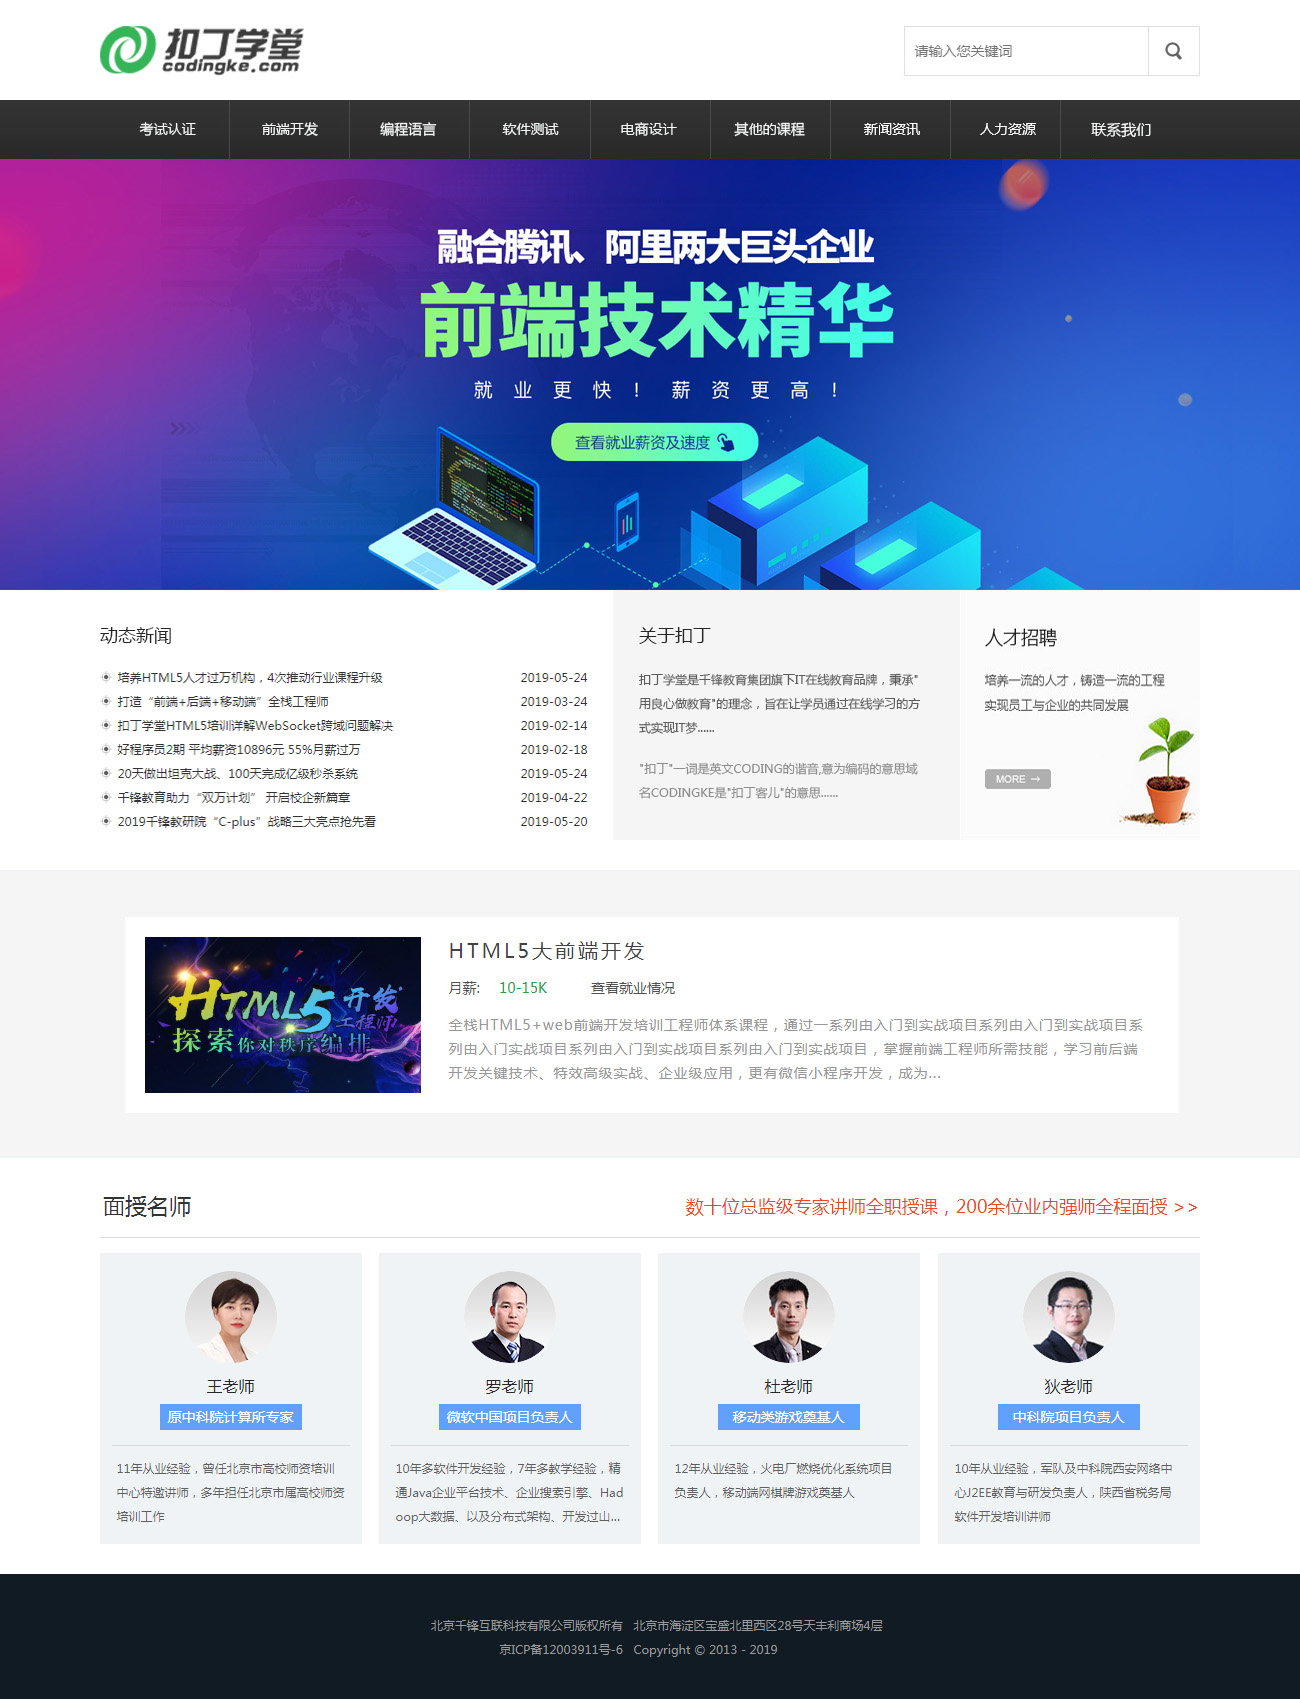 扣丁学堂
codingke.com
请输入您关键词
考试认证 前端开发 编程语言 软件测试 电商设计 其他的课程 新闻资讯 人力资源 联系我们
融合腾讯、阿里两大巨头企业
前端技术精华
就业更快！薪资更高！
查看就业薪资及速度
动态新闻
培养HTML5人才过万机构，4次推动行业课程升级 2019-05-24
打造“前端+后端+移动端”全栈工程师 2019-03-24
扣丁学堂HTML5培训详解WebSocket跨域问题解决 2019-02-14
好程序员2期 平均薪资10896元 55%月薪过万 2019-02-18
20天做出坦克大战、100天完成亿级秒杀系统 2019-05-24
千锋教育助力“双万计划” 开启校企新篇章 2019-04-22
2019千锋教研院“C-plus”战略三大亮点抢先看 2019-05-20
关于扣丁
扣丁学堂是千锋教育集团旗下IT在线教育品牌，秉承"
用良心做教育"的理念，旨在让学员通过在线学习的方
式实现IT梦......
"扣丁"一词是英文CODING的谐音,意为编码的意思域
名CODINGKE是"扣丁客儿"的意思......
人才招聘
培养一流的人才，铸造一流的工程
实现员工与企业的共同发展
MORE →
HTML5开发
工程师
探索你对秩序编排
HTML5大前端开发
月薪: 10-15K 查看就业情况
全栈HTML5+web前端开发培训工程师体系课程，通过一系列由入门到实战项目系列由入门到实战项目系
列由入门实战项目系列由入门到实战项目系列由入门到实战项目，掌握前端工程师所需技能，学习前后端
开发关键技术、特效高级实战、企业级应用，更有微信小程序开发，成为...
面授名师
数十位总监级专家讲师全职授课，200余位业内强师全程面授 >>
王老师
原中科院计算所专家
11年从业经验，曾任北京市高校师资培训
中心特邀讲师，多年担任北京市属高校师资
培训工作
罗老师
微软中国项目负责人
10年多软件开发经验，7年多教学经验，精
通Java企业平台技术、企业搜索引擎、Had
oop大数据、以及分布式架构、开发过山...
杜老师
移动类游戏奠基人
12年从业经验，火电厂燃烧优化系统项目
负责人，移动端网棋牌游戏奠基人
狄老师
中科院项目负责人
10年从业经验，军队及中科院西安网络中
心J2EE教育与研发负责人，陕西省税务局
软件开发培训讲师
北京千锋互联科技有限公司版权所有 北京市海淀区宝盛北里西区28号天丰利商场4层
京ICP备12003911号-6 Copyright © 2013 - 2019